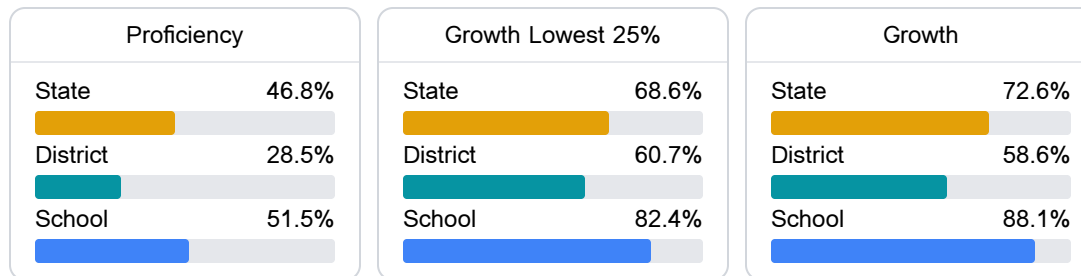 Proficiency
State 46.8%
District 28.5%
School 51.5%
Growth Lowest 25%
State 68.6%
District 60.7%
School 82.4%
Growth
State 72.6%
District 58.6%
School 88.1%